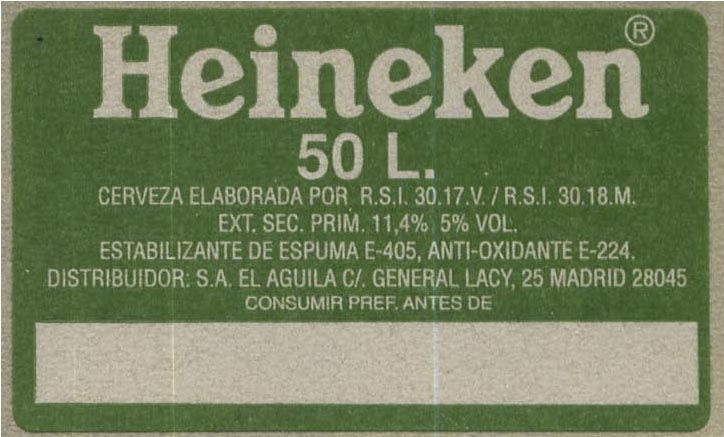 Heineken®
50 L.
CERVEZA ELABORADA POR R.S.I. 30.17.V. / R.S.I. 30.18.M.
EXT. SEC. PRIM. 11,4% 5% VOL.
ESTABILIZANTE DE ESPUMA E-405, ANTI-OXIDANTE E-224.
DISTRIBUIDOR: S.A. EL AGUILA C/. GENERAL LACY, 25 MADRID 28045
CONSUMIR PREF. ANTES DE